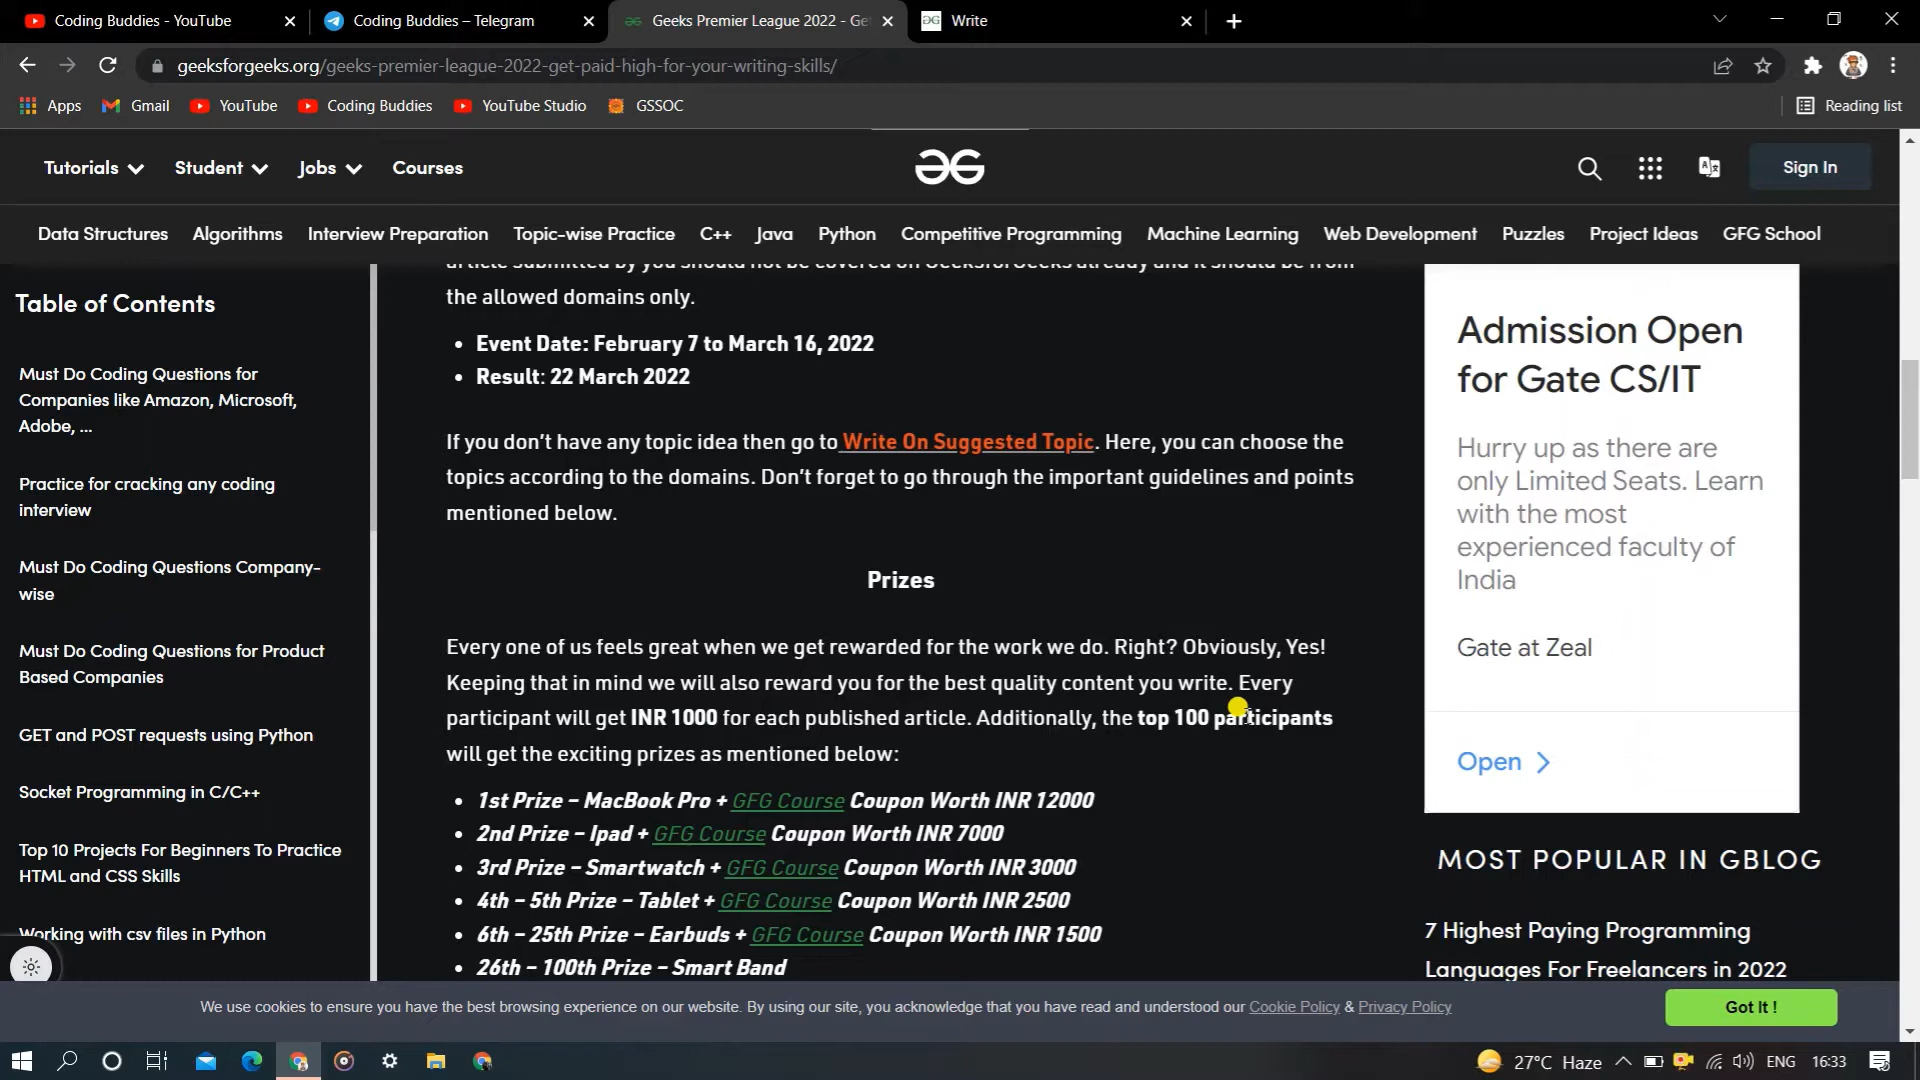 Coding Buddies - YouTube
Coding Buddies – Telegram
Geeks Premier League 2022 - Ge
Write
geeksforgeeks.org/geeks-premier-league-2022-get-paid-high-for-your-writing-skills/
Apps
Gmail
YouTube
Coding Buddies
YouTube Studio
GSSOC
Reading list
Tutorials
Student
Jobs
Courses
Sign In
Data Structures
Algorithms
Interview Preparation
Topic-wise Practice
C++
Java
Python
Competitive Programming
Machine Learning
Web Development
Puzzles
Project Ideas
GFG School
Table of Contents
Must Do Coding Questions for
Companies like Amazon, Microsoft,
Adobe, ...
Practice for cracking any coding
interview
Must Do Coding Questions Company-
wise
Must Do Coding Questions for Product
Based Companies
GET and POST requests using Python
Socket Programming in C/C++
Top 10 Projects For Beginners To Practice
HTML and CSS Skills
Working with csv files in Python
article submitted by you should not be covered on GeeksforGeeks already and it should be from
the allowed domains only.
• Event Date: February 7 to March 16, 2022
• Result: 22 March 2022
If you don't have any topic idea then go to Write On Suggested Topic. Here, you can choose the
topics according to the domains. Don't forget to go through the important guidelines and points
mentioned below.
Prizes
Every one of us feels great when we get rewarded for the work we do. Right? Obviously, Yes!
Keeping that in mind we will also reward you for the best quality content you write. Every
participant will get INR 1000 for each published article. Additionally, the top 100 participants
will get the exciting prizes as mentioned below:
• 1st Prize – MacBook Pro + GFG Course Coupon Worth INR 12000
• 2nd Prize – Ipad + GFG Course Coupon Worth INR 7000
• 3rd Prize – Smartwatch + GFG Course Coupon Worth INR 3000
• 4th – 5th Prize – Tablet + GFG Course Coupon Worth INR 2500
• 6th – 25th Prize – Earbuds + GFG Course Coupon Worth INR 1500
• 26th – 100th Prize – Smart Band
Admission Open
for Gate CS/IT
Hurry up as there are
only Limited Seats. Learn
with the most
experienced faculty of
India
Gate at Zeal
Open
MOST POPULAR IN GBLOG
7 Highest Paying Programming
Languages For Freelancers in 2022
We use cookies to ensure you have the best browsing experience on our website. By using our site, you acknowledge that you have read and understood our Cookie Policy & Privacy Policy
Got It !
27°C Haze
ENG
16:33